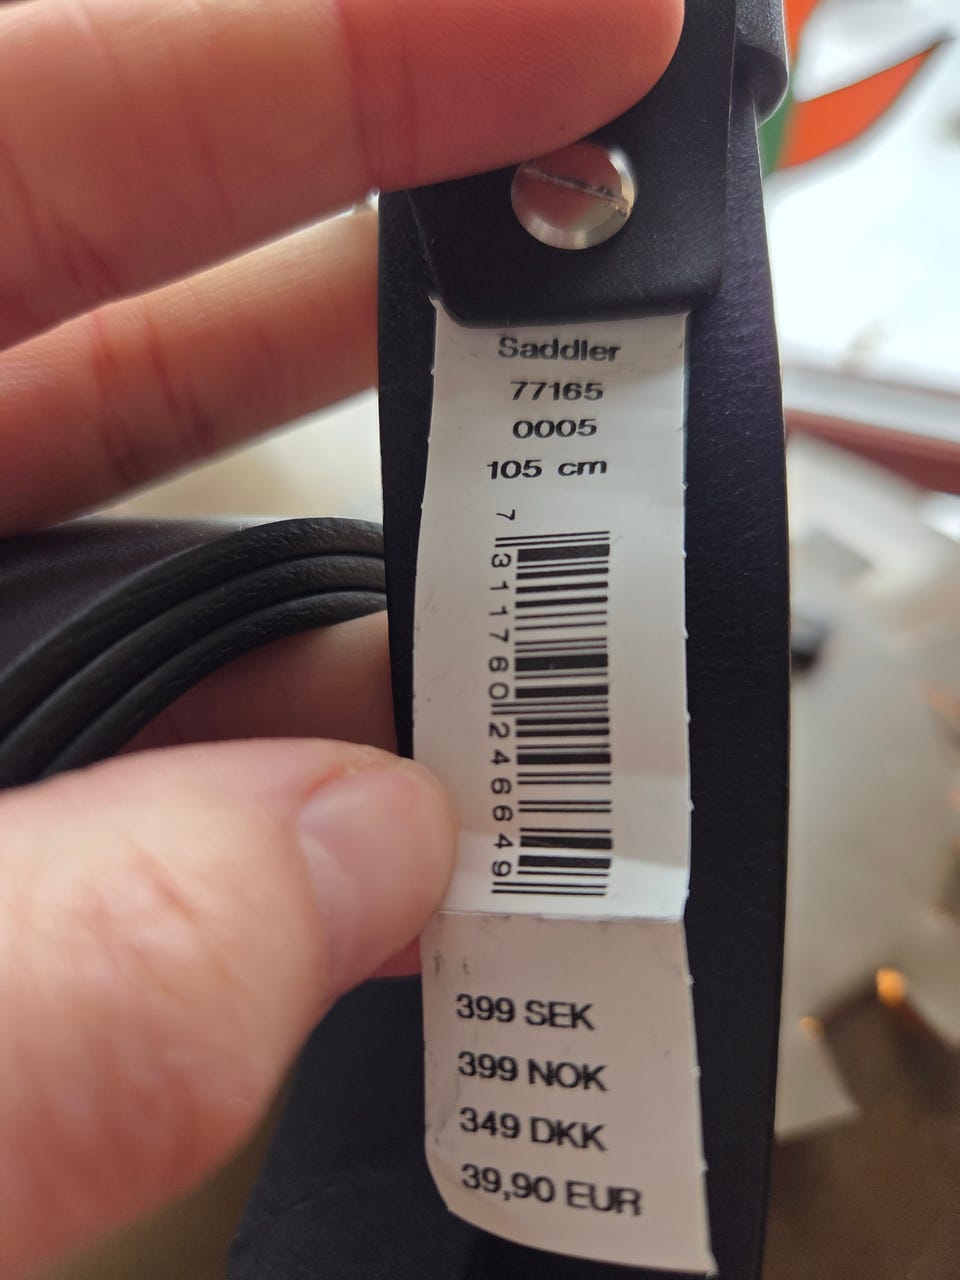 Saddler
77165
0005
105 cm
7 311760 246649
399 SEK
399 NOK
349 DKK
39,90 EUR